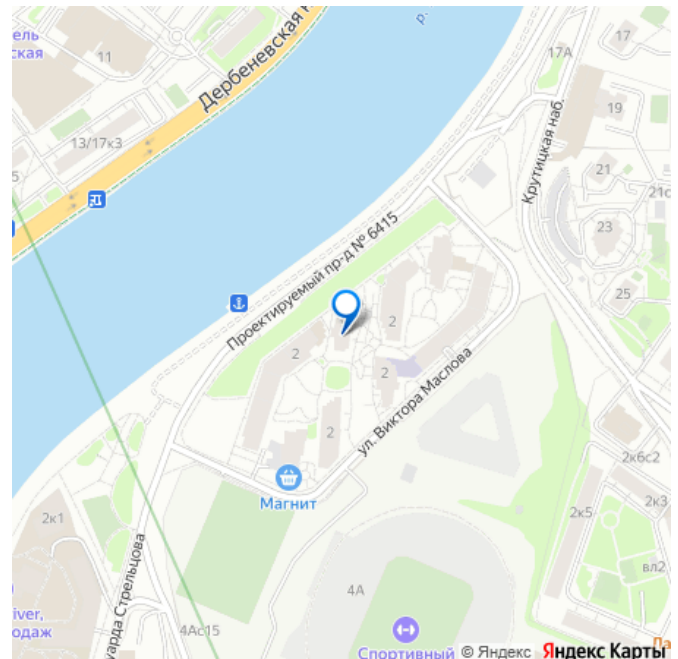 ель
ская
11
Дербеневская
р.
17
17А
19
13/17к3
5
Крутицкая наб.
21
21с
23
25
Проектируемый пр-д № 6415
2
2
2
2
ул. Виктора Маслова
Магнит
2к6с2
2к5
2к3
вл2
2к1
уарда Стрельцова
4А
4Ас15
iver,
одаж
Спортивный
Ла
© Яндекс Яндекс Карты